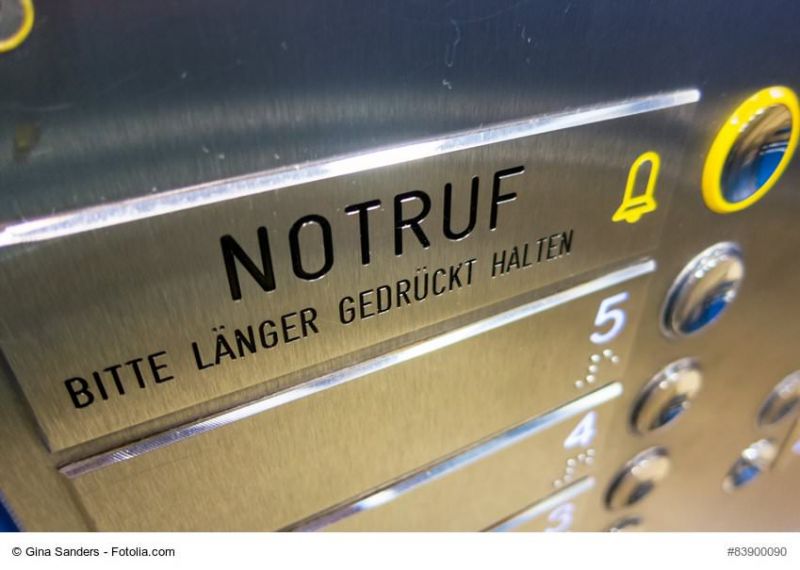 NOTRUF
BITTE LÄNGER GEDRÜCKT HALTEN
5
4
3
© Gina Sanders - Fotolia.com
#83900090